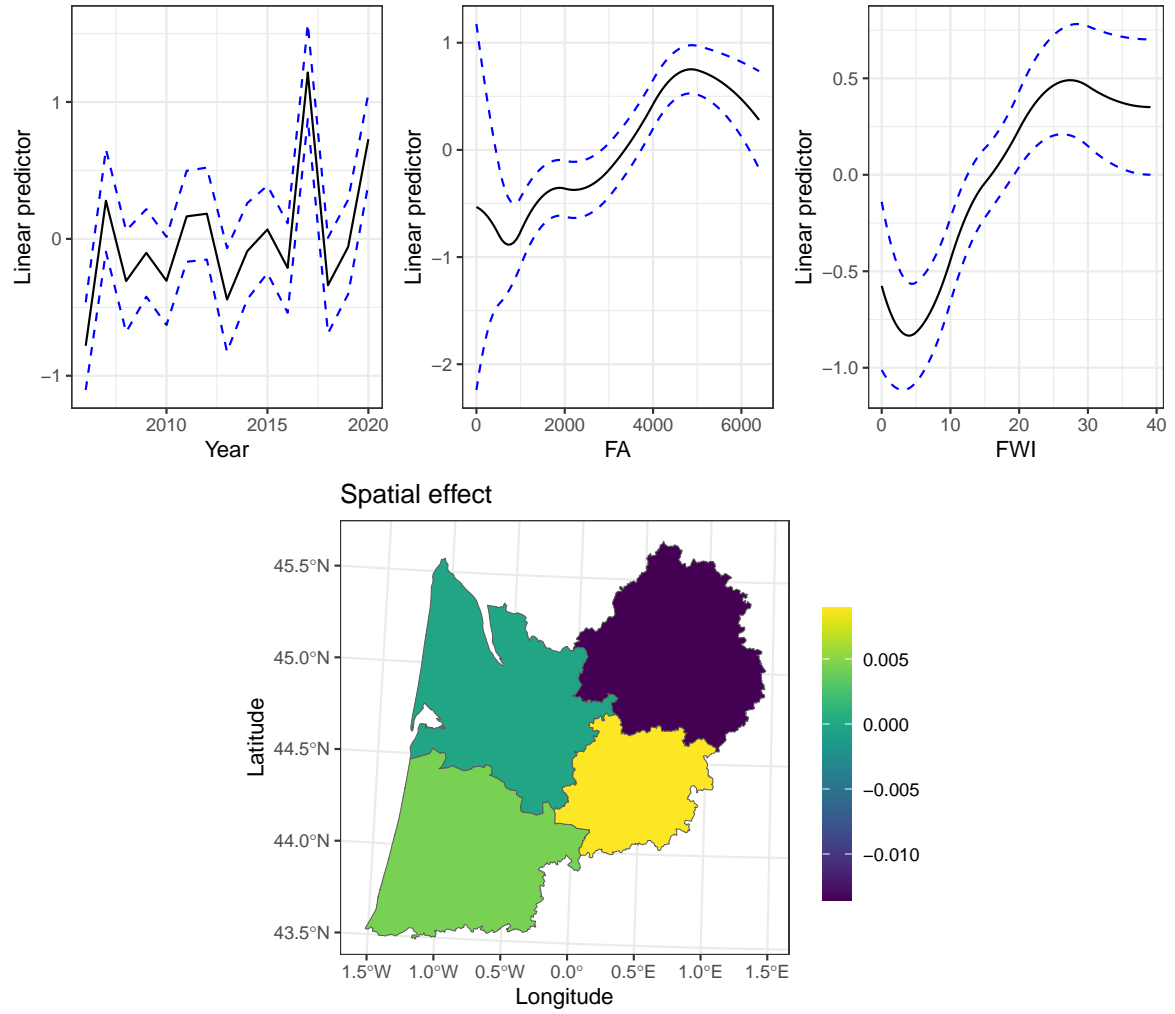 Linear predictor
1
0
−1
2010
2015
2020
Year
Linear predictor
1
0
−1
−2
0
2000
4000
6000
FA
Linear predictor
0.5
0.0
−0.5
−1.0
0
10
20
30
40
FWI
Spatial effect
Latitude
45.5°N
45.0°N
44.5°N
44.0°N
43.5°N
1.5°W
1.0°W
0.5°W
0.0°
0.5°E
1.0°E
1.5°E
Longitude
0.005
0.000
−0.005
−0.010